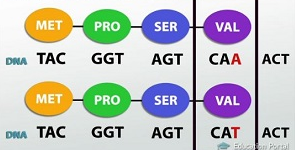 MET PRO SER VAL
DNA TAC GGT AGT CAA ACT
MET PRO SER VAL
DNA TAC GGT AGT CAT ACT
Education Portal